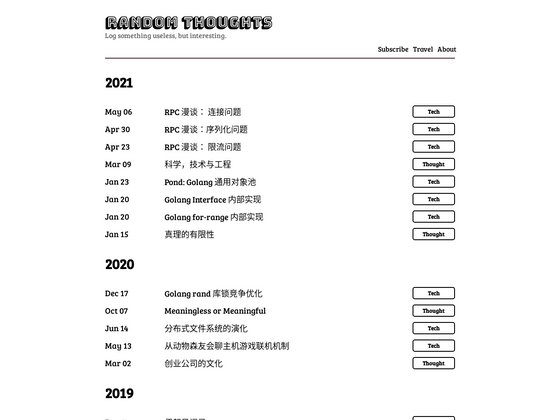 RANDOM THOUGHTS
Log something useless, but interesting.
Subscribe Travel About
2021
May 06 RPC 漫谈： 连接问题 Tech
Apr 30 RPC 漫谈：序列化问题 Tech
Apr 23 RPC 漫谈： 限流问题 Tech
Mar 09 科学，技术与工程 Thought
Jan 23 Pond: Golang 通用对象池 Tech
Jan 20 Golang Interface 内部实现 Tech
Jan 20 Golang for-range 内部实现 Tech
Jan 15 真理的有限性 Thought
2020
Dec 17 Golang rand 库锁竞争优化 Tech
Oct 07 Meaningless or Meaningful Thought
Jun 14 分布式文件系统的演化 Tech
May 13 从动物森友会聊主机游戏联机机制 Tech
Mar 02 创业公司的文化 Thought
2019